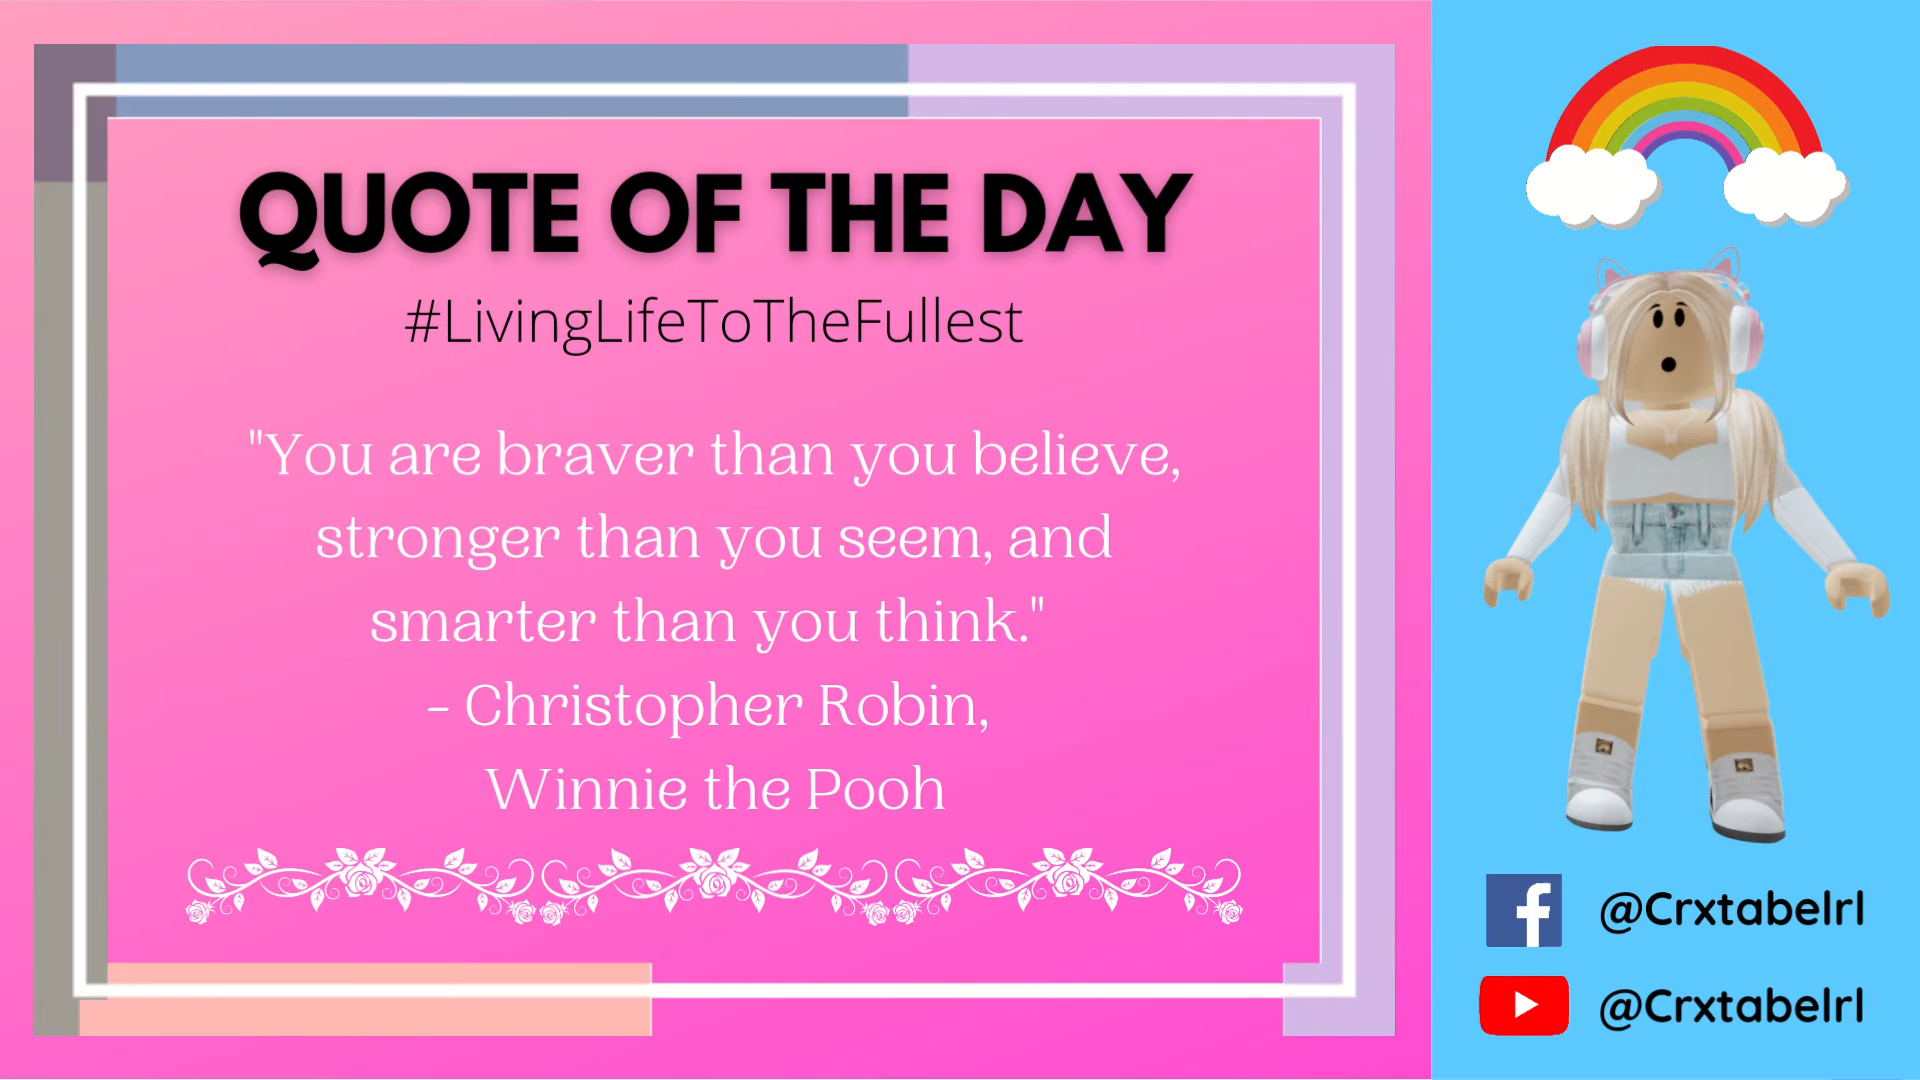 QUOTE OF THE DAY
#LivingLifeToTheFullest
"You are braver than you believe,
stronger than you seem, and
smarter than you think."
- Christopher Robin,
Winnie the Pooh
@Crxtabelrl
@Crxtabelrl